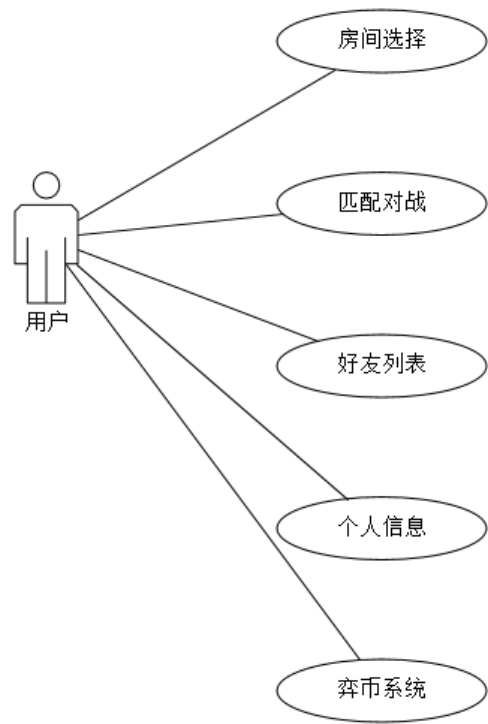 房间选择
匹配对战
用户
好友列表
个人信息
弈币系统